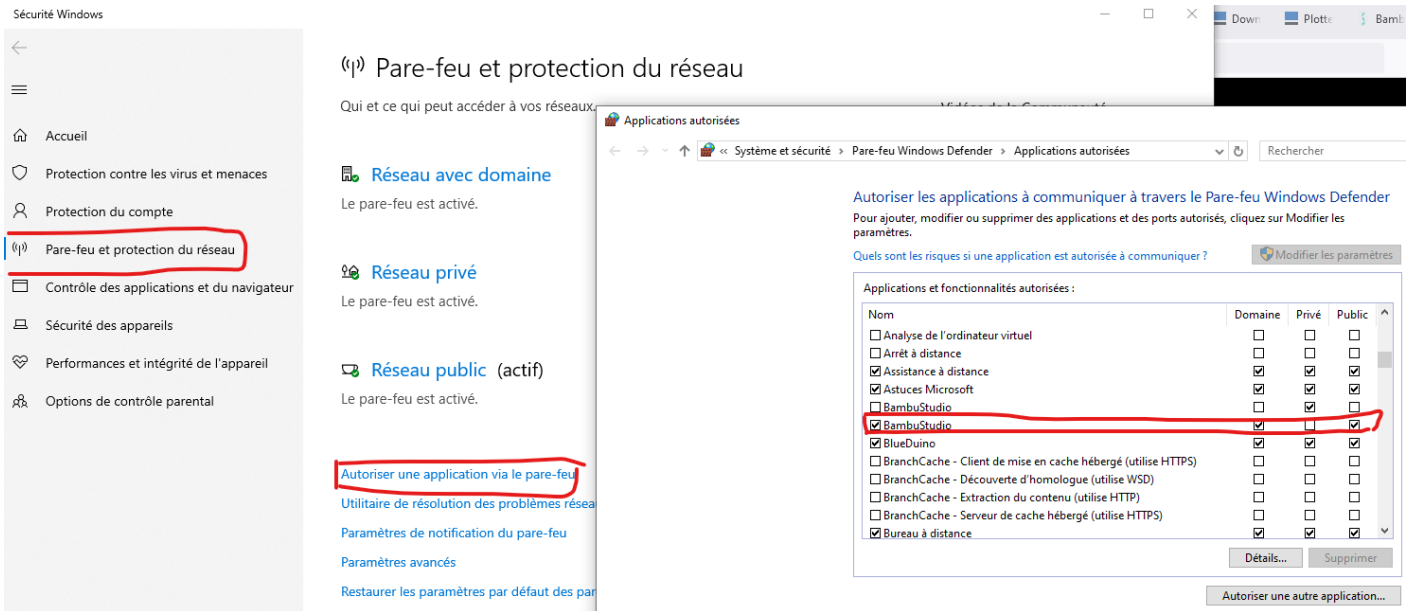 Sécurité Windows
Accueil
Protection contre les virus et menaces
Protection du compte
Pare-feu et protection du réseau
Contrôle des applications et du navigateur
Sécurité des appareils
Performances et intégrité de l'appareil
Options de contrôle parental
Pare-feu et protection du réseau
Qui et ce qui peut accéder à vos réseaux.
Réseau avec domaine
Le pare-feu est activé.
Réseau privé
Le pare-feu est activé.
Réseau public (actif)
Le pare-feu est activé.
Autoriser une application via le pare-feu
Utilitaire de résolution des problèmes résea
Paramètres de notification du pare-feu
Paramètres avancés
Restaurer les paramètres par défaut des par
Down
Plotte
Bamb
Applications autorisées
« Système et sécurité > Pare-feu Windows Defender > Applications autorisées
Rechercher
Autoriser les applications à communiquer à travers le Pare-feu Windows Defender
Pour ajouter, modifier ou supprimer des applications et des ports autorisés, cliquez sur Modifier les
paramètres.
Quels sont les risques si une application est autorisée à communiquer ?
Modifier les paramètres
Applications et fonctionnalités autorisées :
Nom Domaine Privé Public
Analyse de l'ordinateur virtuel
Arrêt à distance
Assistance à distance
Astuces Microsoft
BambuStudio
BambuStudio
BlueDuino
BranchCache - Client de mise en cache hébergé (utilise HTTPS)
BranchCache - Découverte d'homologue (utilise WSD)
BranchCache - Extraction du contenu (utilise HTTP)
BranchCache - Serveur de cache hébergé (utilise HTTPS)
Bureau à distance
Détails... Supprimer
Autoriser une autre application...